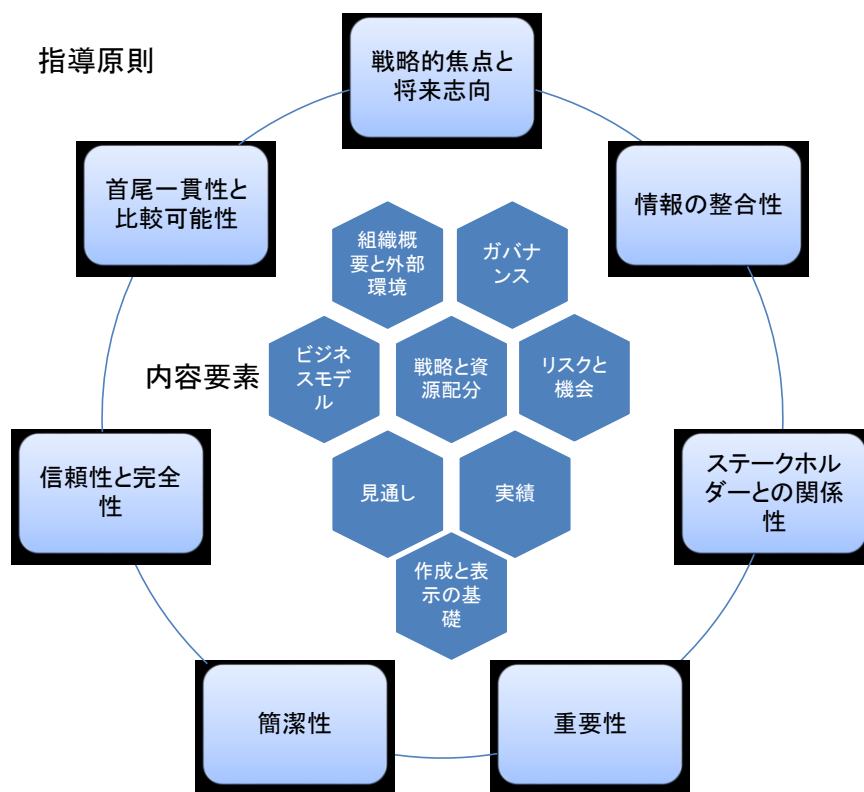 指導原則
戦略的焦点と
将来志向
首尾一貫性と
比較可能性
情報の整合性
組織概
要と外部
環境
ガバナ
ンス
内容要素
ビジネ
スモデ
ル
戦略と資
源配分
リスクと
機会
信頼性と完全
性
見通し
実績
ステークホル
ダーとの関係
性
作成と表
示の基
礎
簡潔性
重要性